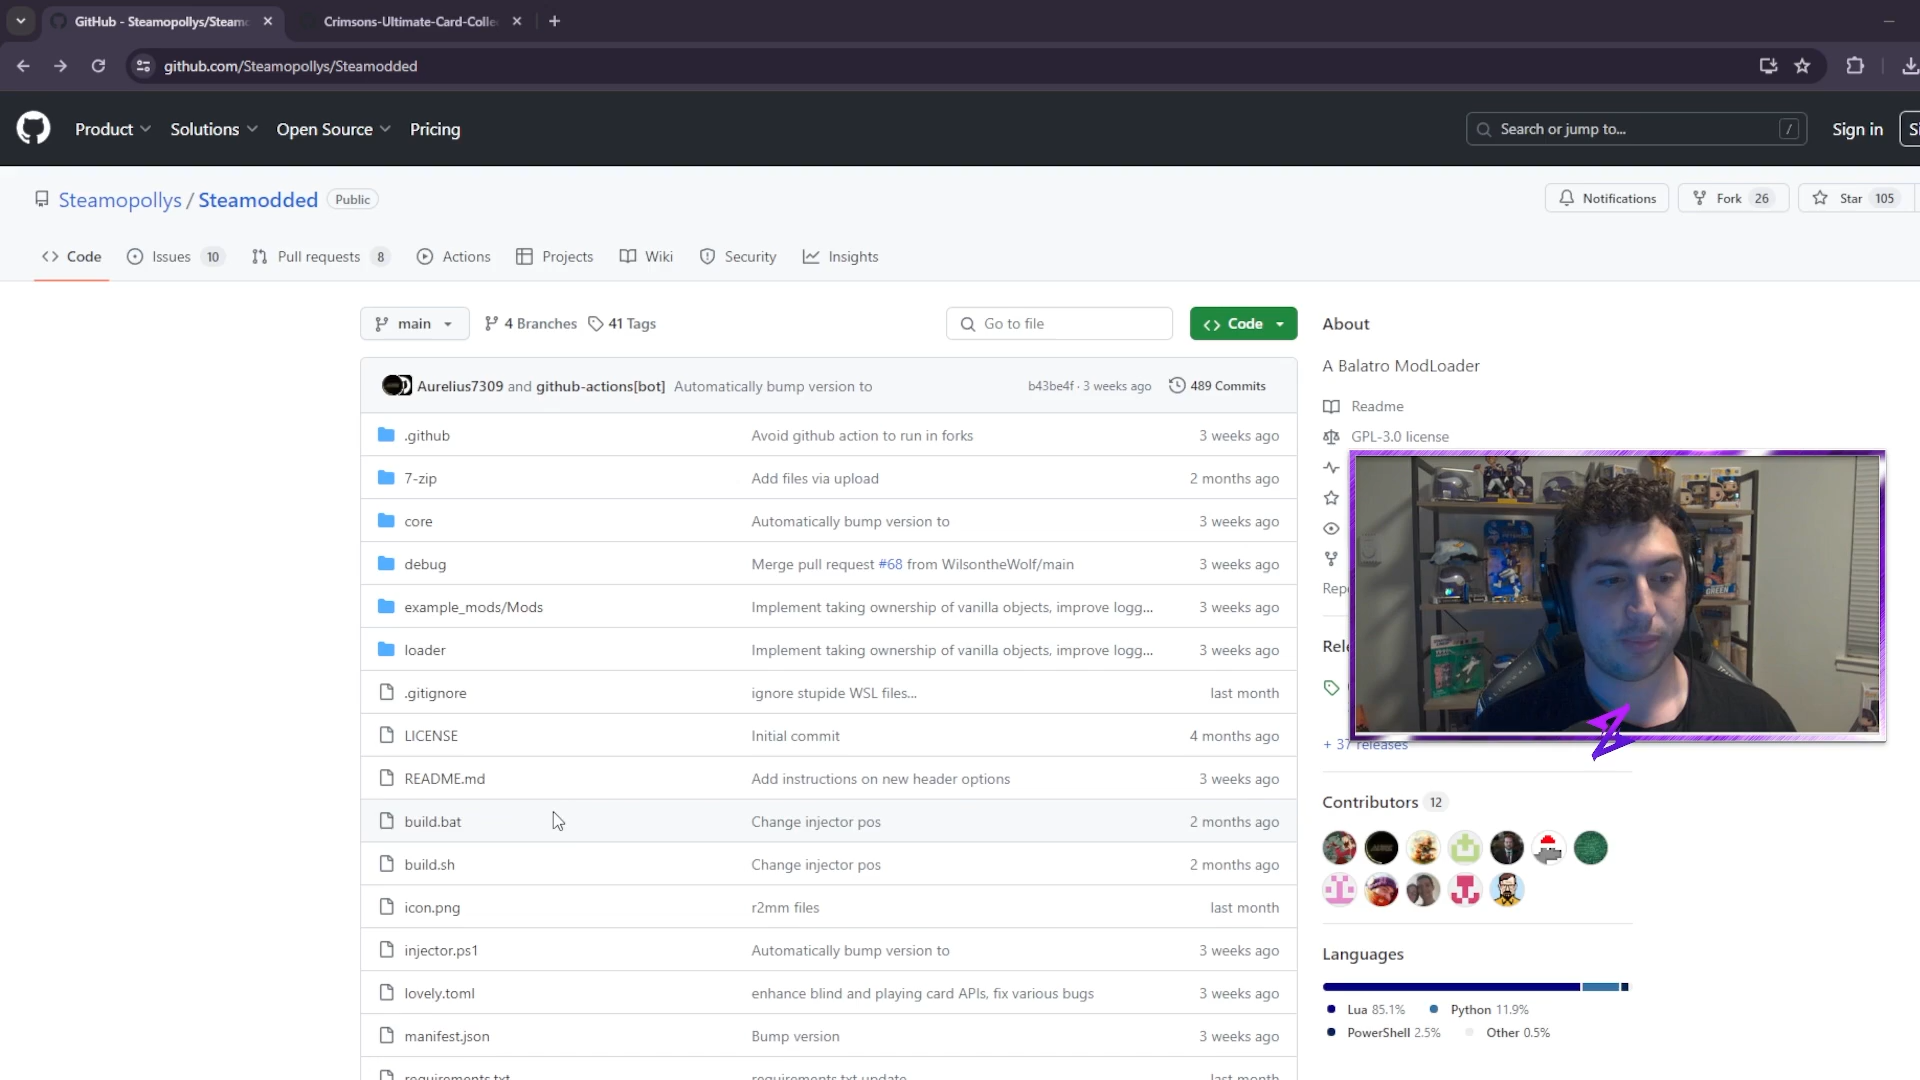 GitHub - Steamopollys/Steam
Crimsons-Ultimate-Card-Colle
github.com/Steamopollys/Steamodded
Product
Solutions
Open Source
Pricing
Search or jump to...
/
Sign in
Steamopollys / Steamodded
Public
Notifications
Fork 26
Star 105
Code
Issues 10
Pull requests 8
Actions
Projects
Wiki
Security
Insights
main
4 Branches
41 Tags
Go to file
Code
About
Aurelius7309 and github-actions[bot] Automatically bump version to
b43be4f · 3 weeks ago
489 Commits
A Balatro ModLoader
Readme
GPL-3.0 license
.github Avoid github action to run in forks 3 weeks ago
7-zip Add files via upload 2 months ago
core Automatically bump version to 3 weeks ago
debug Merge pull request #68 from WilsontheWolf/main 3 weeks ago
example_mods/Mods Implement taking ownership of vanilla objects, improve logg... 3 weeks ago
loader Implement taking ownership of vanilla objects, improve logg... 3 weeks ago
.gitignore ignore stupide WSL files... last month
LICENSE Initial commit 4 months ago
README.md Add instructions on new header options 3 weeks ago
build.bat Change injector pos 2 months ago
build.sh Change injector pos 2 months ago
icon.png r2mm files last month
injector.ps1 Automatically bump version to 3 weeks ago
lovely.toml enhance blind and playing card APIs, fix various bugs 3 weeks ago
manifest.json Bump version 3 weeks ago
requirements.txt requirements.txt update last month
Repo
Rele
+ 37 releases
GREEN
Contributors 12
Languages
Lua 85.1%
Python 11.9%
PowerShell 2.5%
Other 0.5%